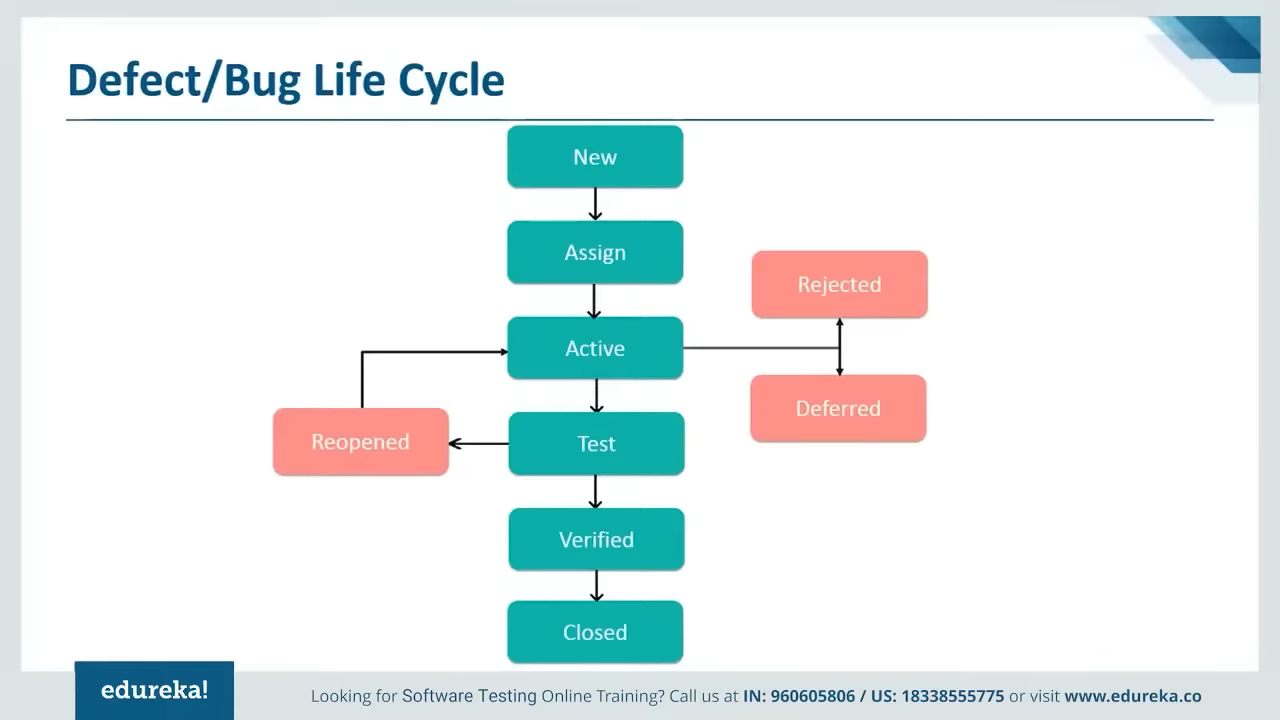 Defect/Bug Life Cycle
New
Assign
Rejected
Active
Deferred
Reopened
Test
Verified
Closed
edureka!
Looking for Software Testing Online Training? Call us at IN: 960605806 / US: 18338555775 or visit www.edureka.co